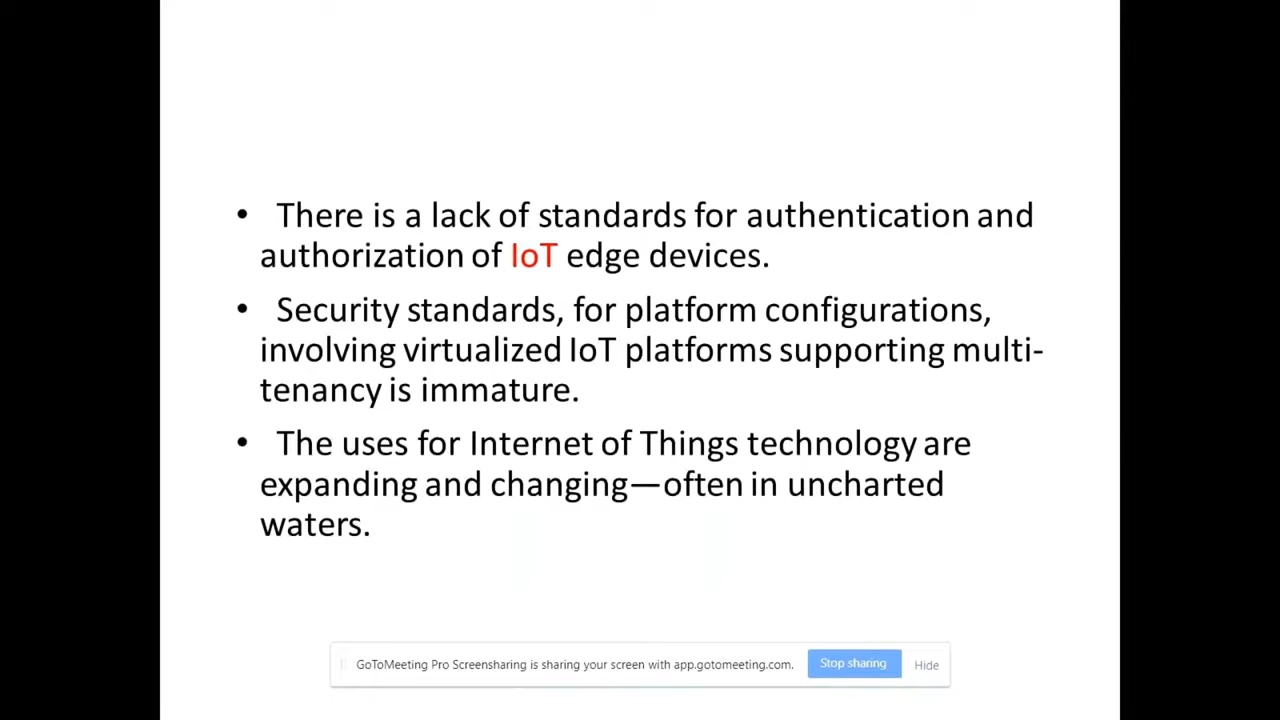 • There is a lack of standards for authentication and
authorization of IoT edge devices.
• Security standards, for platform configurations,
involving virtualized IoT platforms supporting multi-
tenancy is immature.
• The uses for Internet of Things technology are
expanding and changing—often in uncharted
waters.
GoToMeeting Pro Screensharing is sharing your screen with app.gotomeeting.com. Stop sharing Hide